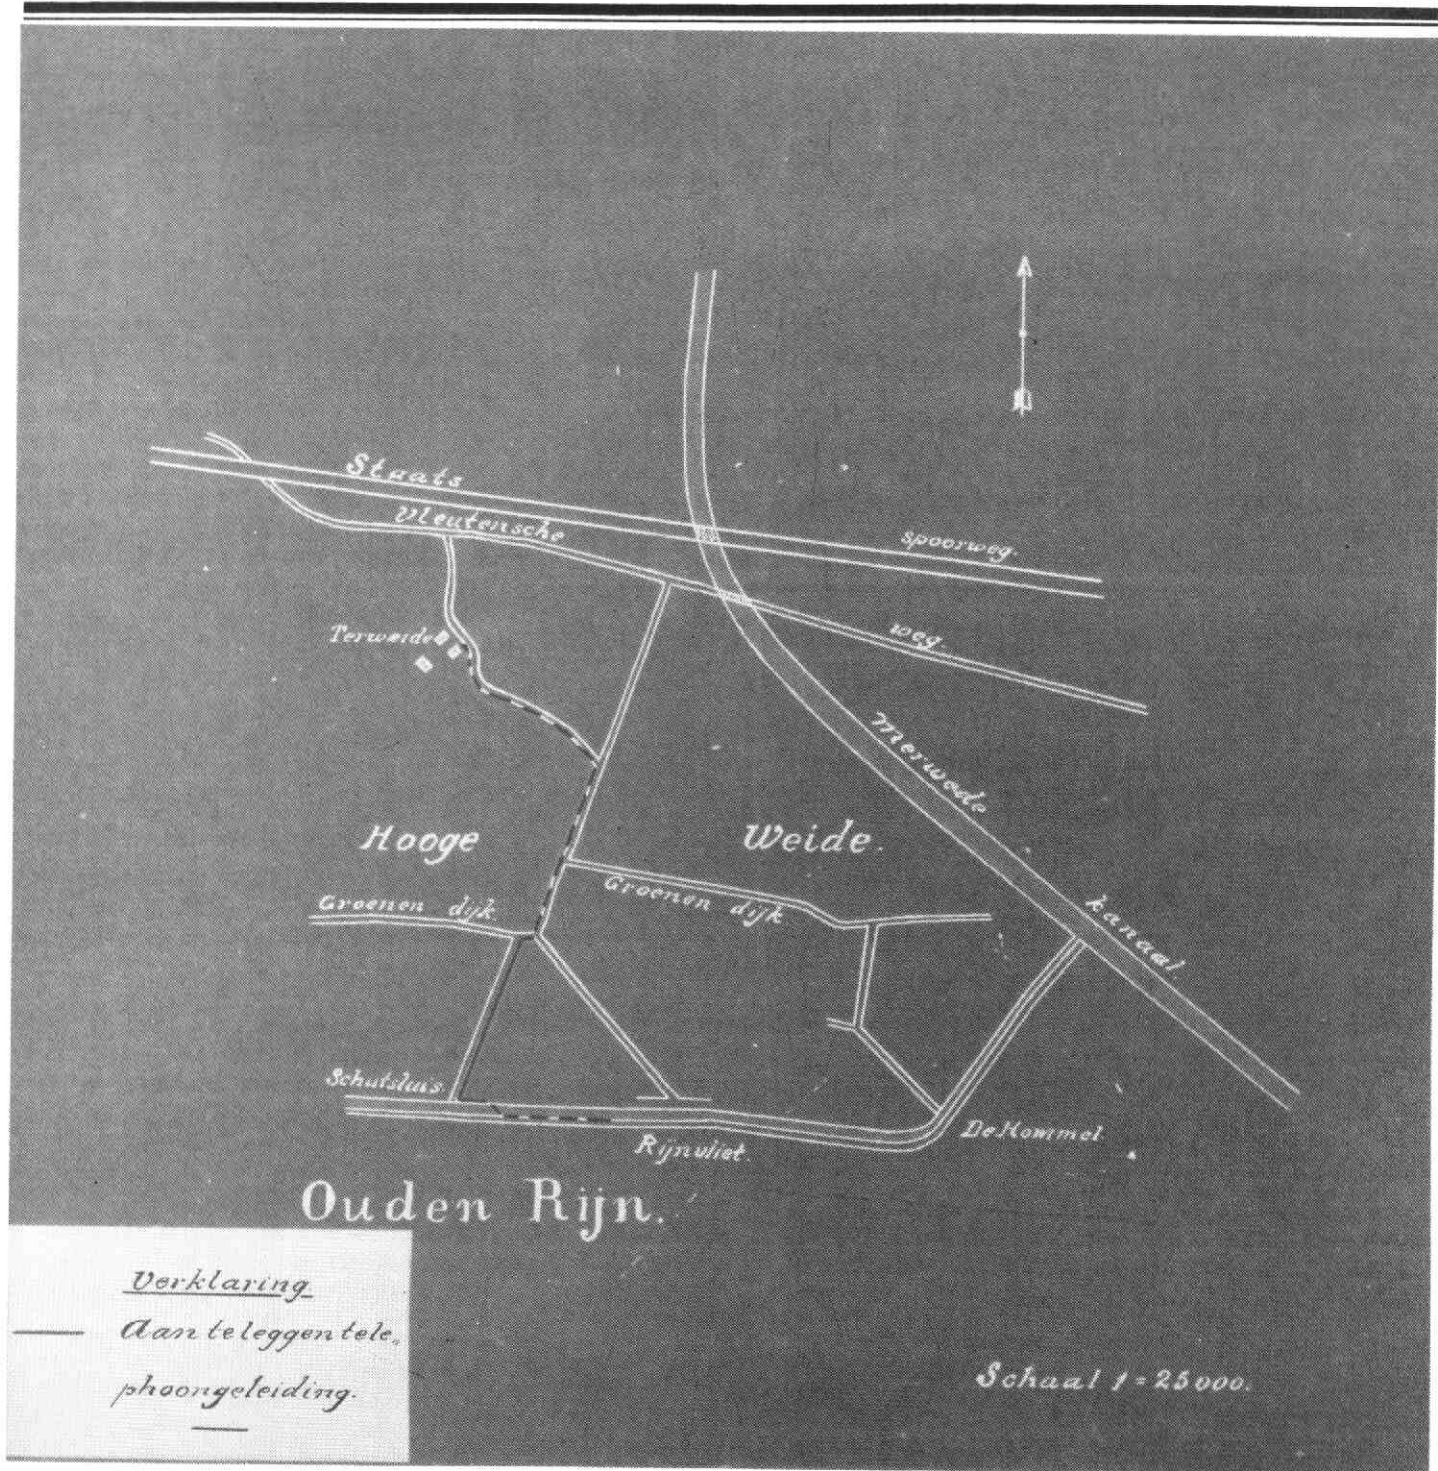 Staats
spoorweg.
Vleutensche
weg.
Terweide
Merwede
kanaal.
Hooge
Weide.
Groenen dijk
Groenen dijk
Schutsluis.
De Hommel.
Rijnvliet.
Ouden Rijn.
Verklaring
Aan te leggen tele„
phoongeleiding.
Schaal 1 = 25000.